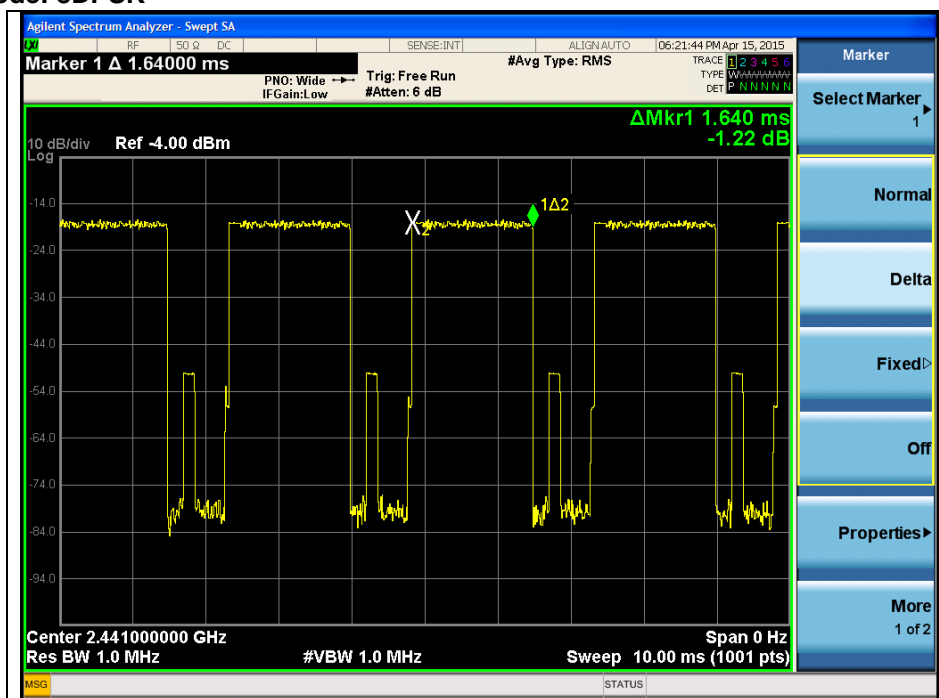 Agilent Spectrum Analyzer - Swept SA
LXI RF 50 Ω DC SENSE:INT ALIGN AUTO 06:21:44 PM Apr 15, 2015
Marker 1 Δ 1.64000 ms
PNO: Wide
IFGain:Low
Trig: Free Run
#Atten: 6 dB
#Avg Type: RMS
TRACE 1 2 3 4 5 6
TYPE WWWWWW
DET P N N N N N
ΔMkr1 1.640 ms
-1.22 dB
10 dB/div Ref -4.00 dBm
Log
-14.0
-24.0
-34.0
-44.0
-54.0
-64.0
-74.0
-84.0
-94.0
X2
1Δ2
Center 2.441000000 GHz Span 0 Hz
Res BW 1.0 MHz #VBW 1.0 MHz Sweep 10.00 ms (1001 pts)
MSG STATUS
Marker
Select Marker
1
Normal
Delta
Fixed
Off
Properties
More
1 of 2